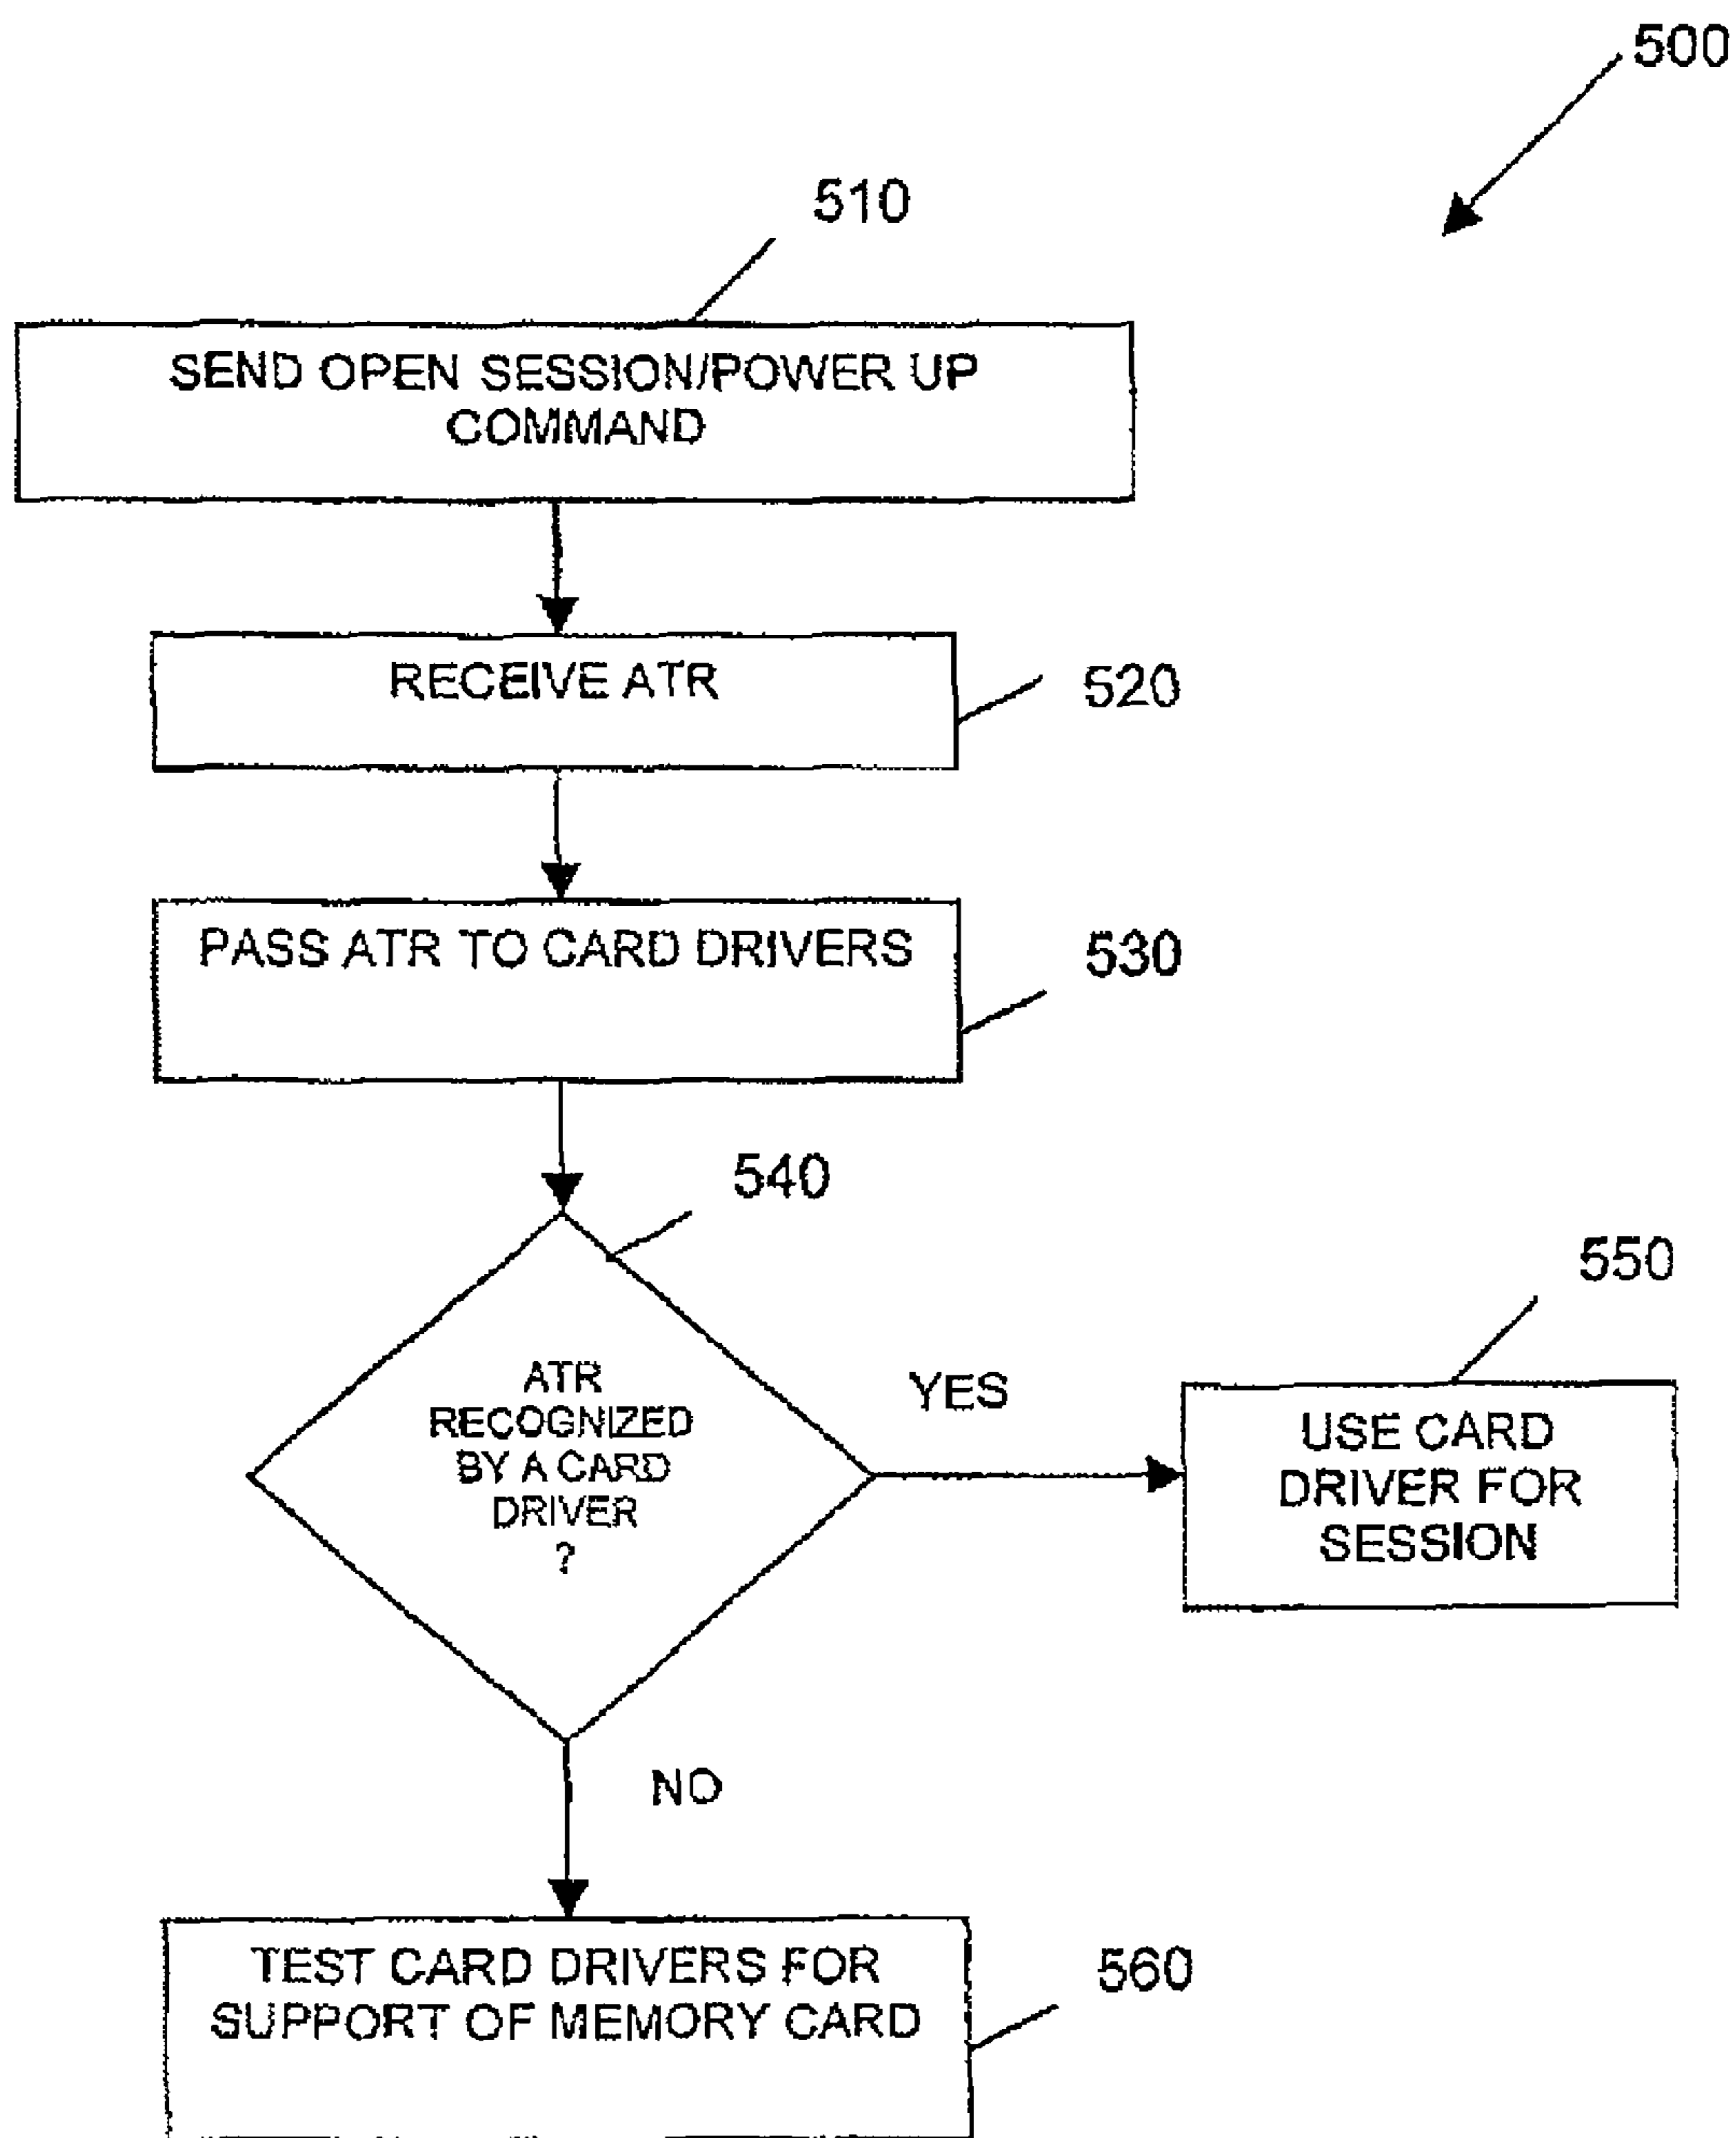 500
510
SEND OPEN SESSION/POWER UP
COMMAND
RECEIVE ATR
520
PASS ATR TO CARD DRIVERS
530
540
ATR
RECOGNIZED
BY A CARD
DRIVER
?
YES
550
USE CARD
DRIVER FOR
SESSION
NO
TEST CARD DRIVERS FOR
SUPPORT OF MEMORY CARD
560